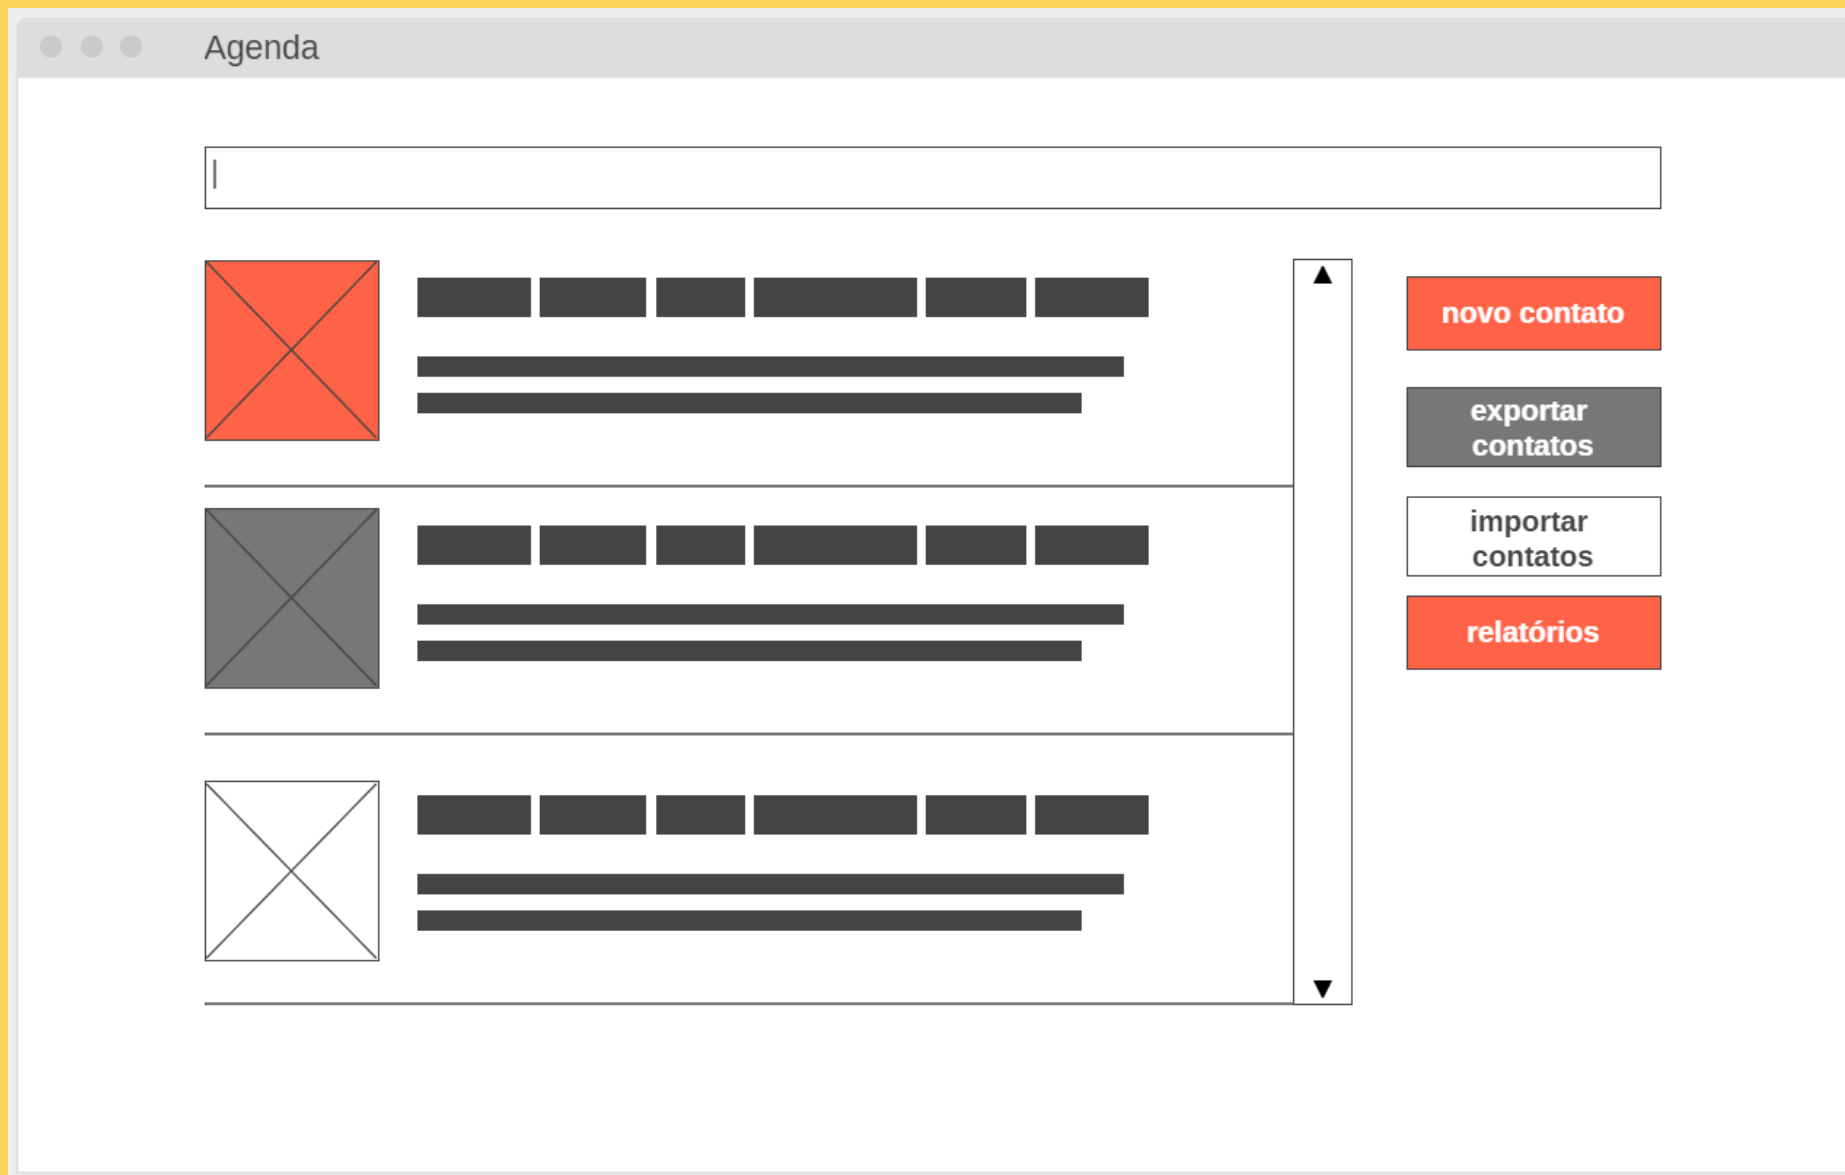 Agenda
novo contato
exportar
contatos
importar
contatos
relatórios